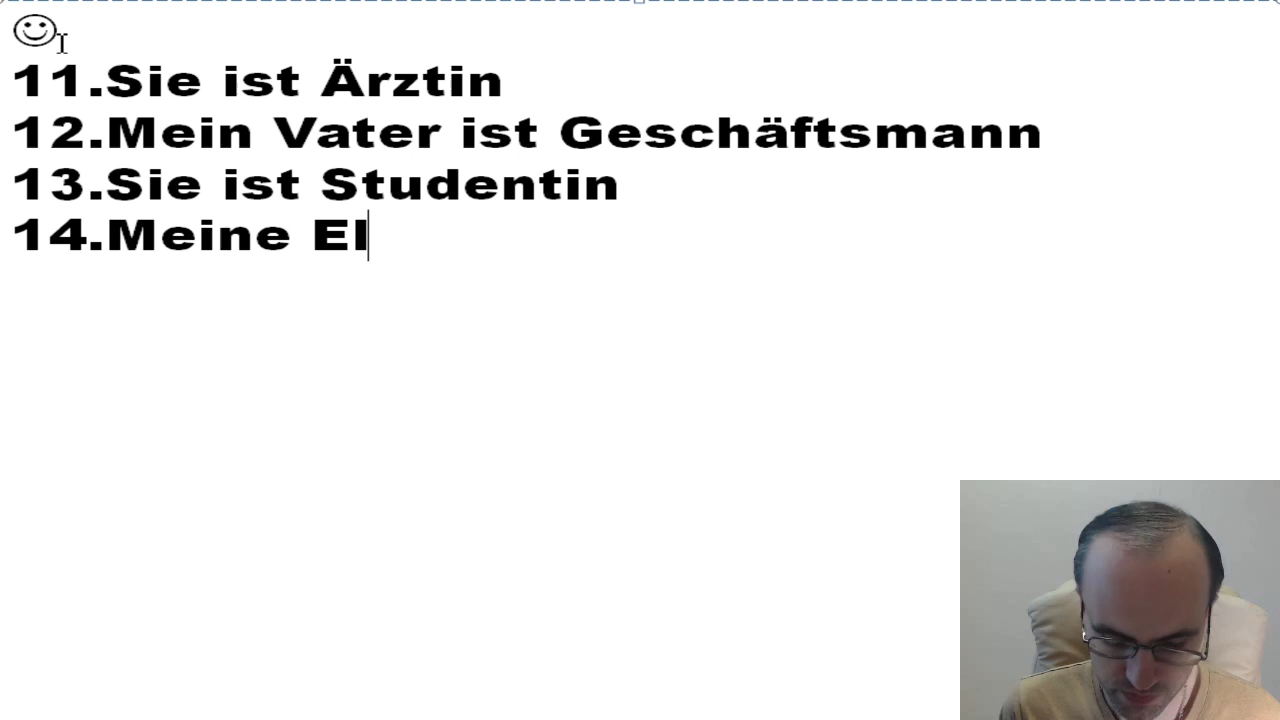 11.Sie ist Ärztin
12.Mein Vater ist Geschäftsmann
13.Sie ist Studentin
14.Meine El